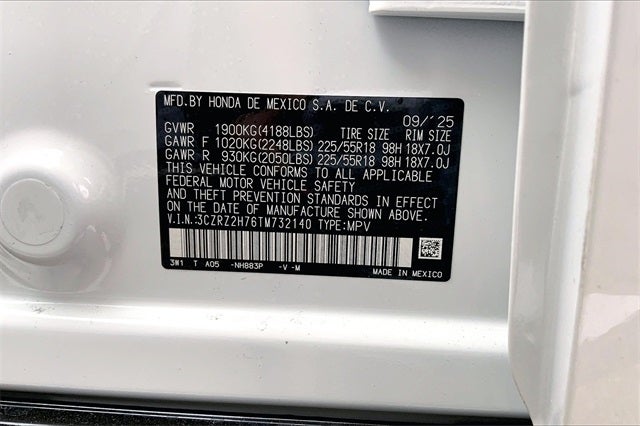 MFD.BY HONDA DE MEXICO S.A. DE C.V.
09/'25
GVWR 1900KG(4188LBS) TIRE SIZE RIM SIZE
GAWR F 1020KG(2248LBS) 225/55R18 98H 18X7.0J
GAWR R 930KG(2050LBS) 225/55R18 98H 18X7.0J
THIS VEHICLE CONFORMS TO ALL APPLICABLE
FEDERAL MOTOR VEHICLE SAFETY
AND THEFT PREVENTION STANDARDS IN EFFECT
ON THE DATE OF MANUFACTURE SHOWN ABOVE.
V.I.N.:3CZRZ2H76TM732140 TYPE:MPV
3W1 T A05 -NH883P -V -M MADE IN MEXICO